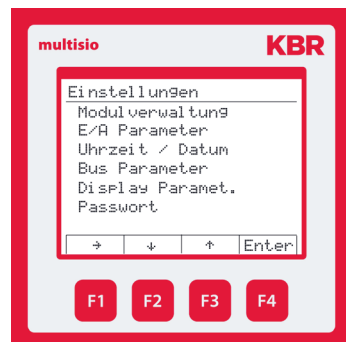 multisio KBR
Einstellungen
Modulverwaltung
E/A Parameter
Uhrzeit / Datum
Bus Parameter
Display Paramet.
Passwort
→ ↓ ↑ Enter
F1 F2 F3 F4